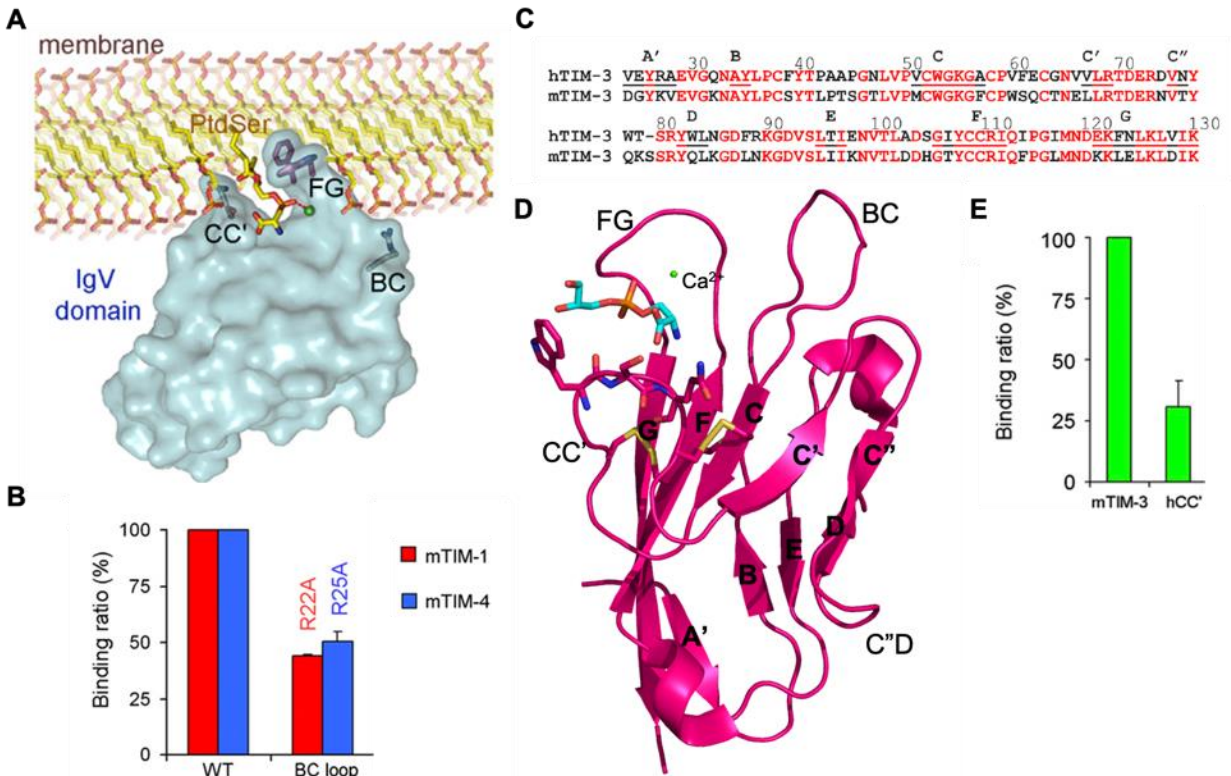 A
membrane
PtdSer
FG
CC'
BC
IgV
domain
B
Binding ratio (%)
100
75
50
25
0
R22A
R25A
WT
BC loop
mTIM-1
mTIM-4
C
A' 30 B 50 C 60 C' 70 C"
hTIM-3 VEYRAEVGQNAYLPCFYTPAAPGNLVPVCWGKGACPVFECGNVVLRTDERDVNY
mTIM-3 DGYKVEVGKNAYLPCSYTLPTSGTLVPMCWGKGFCPWSQCTNELLRTDERNVTY
80 D 90 E 100 F 110 120 G 130
hTIM-3 WT-SRYWLNGDFRKGDVSLTIENVTLADSGIYCCRIQIPGIMNDEKFNLKLVIK
mTIM-3 QKSSRYQLKGDLNKGDVSLIIKNVTLDDHGTYCCRIQFPGLMNDKKLELKLDIK
D
FG
BC
Ca²⁺
CC'
G
F
C
C'
C"
B
E
D
A'
C"D
E
Binding ratio (%)
100
75
50
25
0
mTIM-3
hCC'